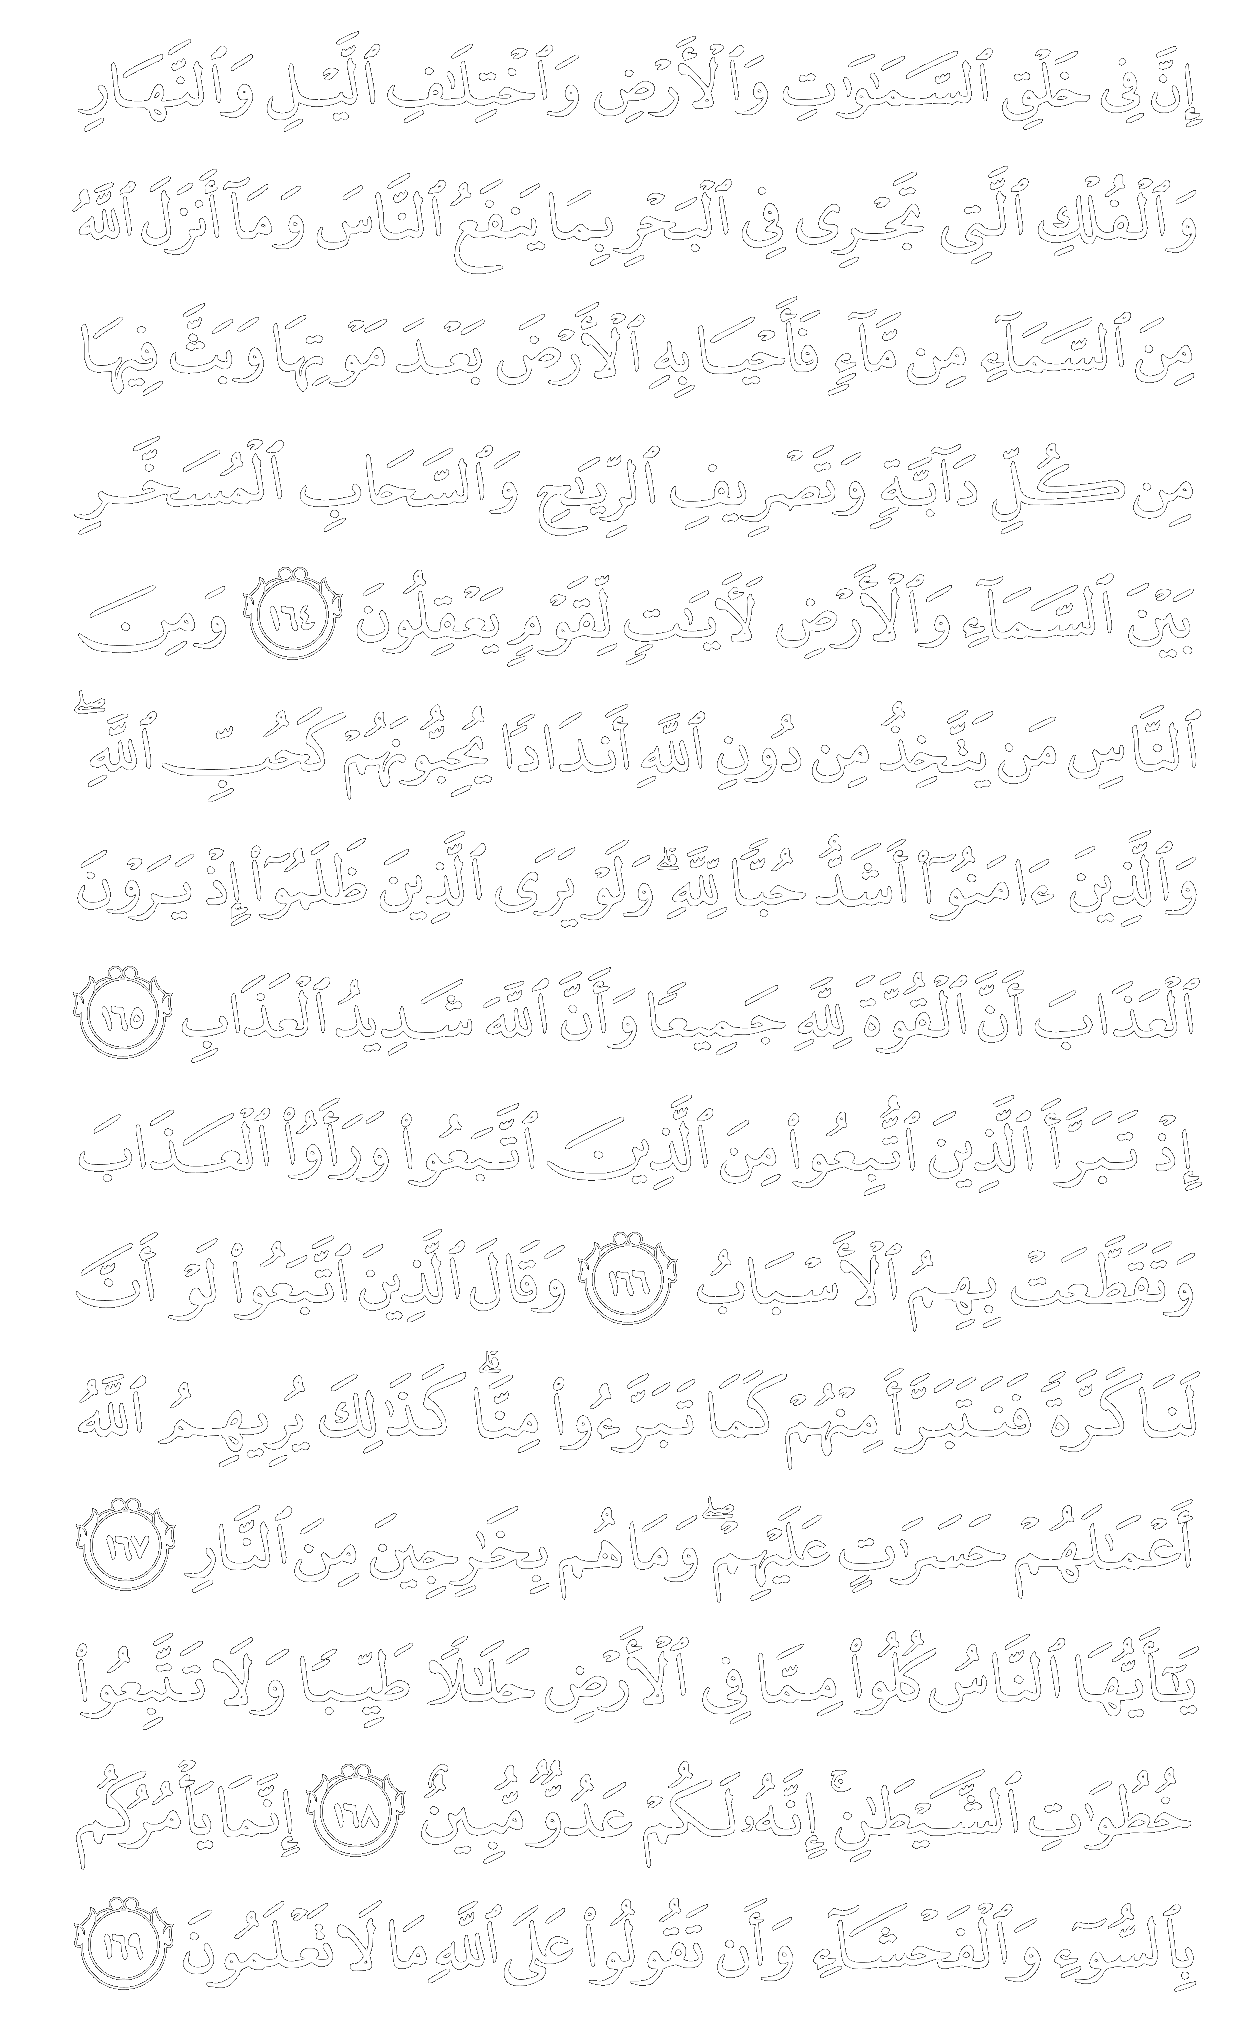 إِنَّ فِى خَلْقِ ٱلسَّمَـٰوَٰتِ وَٱلْأَرْضِ وَٱخْتِلَـٰفِ ٱلَّيْلِ وَٱلنَّهَارِ
وَٱلْفُلْكِ ٱلَّتِى تَجْرِى فِى ٱلْبَحْرِ بِمَا يَنفَعُ ٱلنَّاسَ وَمَآ أَنزَلَ ٱللَّهُ
مِنَ ٱلسَّمَآءِ مِن مَّآءٍ فَأَحْيَا بِهِ ٱلْأَرْضَ بَعْدَ مَوْتِهَا وَبَثَّ فِيهَا
مِن كُلِّ دَآبَّةٍ وَتَصْرِيفِ ٱلرِّيَـٰحِ وَٱلسَّحَابِ ٱلْمُسَخَّرِ
بَيْنَ ٱلسَّمَآءِ وَٱلْأَرْضِ لَـَٔايَـٰتٍ لِّقَوْمٍ يَعْقِلُونَ ١٦٤ وَمِنَ
ٱلنَّاسِ مَن يَتَّخِذُ مِن دُونِ ٱللَّهِ أَندَادًا يُحِبُّونَهُمْ كَحُبِّ ٱللَّهِ ۖ
وَٱلَّذِينَ ءَامَنُوٓا۟ أَشَدُّ حُبًّا لِّلَّهِ ۗ وَلَوْ يَرَى ٱلَّذِينَ ظَلَمُوٓا۟ إِذْ يَرَوْنَ
ٱلْعَذَابَ أَنَّ ٱلْقُوَّةَ لِلَّهِ جَمِيعًا وَأَنَّ ٱللَّهَ شَدِيدُ ٱلْعَذَابِ ١٦٥
إِذْ تَبَرَّأَ ٱلَّذِينَ ٱتُّبِعُوا۟ مِنَ ٱلَّذِينَ ٱتَّبَعُوا۟ وَرَأَوُا۟ ٱلْعَذَابَ
وَتَقَطَّعَتْ بِهِمُ ٱلْأَسْبَابُ ١٦٦ وَقَالَ ٱلَّذِينَ ٱتَّبَعُوا۟ لَوْ أَنَّ
لَنَا كَرَّةً فَنَتَبَرَّأَ مِنْهُمْ كَمَا تَبَرَّءُوا۟ مِنَّا ۗ كَذَٰلِكَ يُرِيهِمُ ٱللَّهُ
أَعْمَـٰلَهُمْ حَسَرَٰتٍ عَلَيْهِمْ ۖ وَمَا هُم بِخَـٰرِجِينَ مِنَ ٱلنَّارِ ١٦٧
يَـٰٓأَيُّهَا ٱلنَّاسُ كُلُوا۟ مِمَّا فِى ٱلْأَرْضِ حَلَـٰلًا طَيِّبًا وَلَا تَتَّبِعُوا۟
خُطُوَٰتِ ٱلشَّيْطَـٰنِ ۚ إِنَّهُۥ لَكُمْ عَدُوٌّ مُّبِينٌ ١٦٨ إِنَّمَا يَأْمُرُكُم
بِٱلسُّوٓءِ وَٱلْفَحْشَآءِ وَأَن تَقُولُوا۟ عَلَى ٱللَّهِ مَا لَا تَعْلَمُونَ ١٦٩